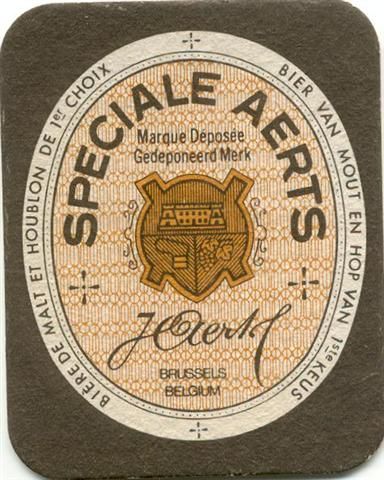 SPECIALE AERTS
Marque Déposée
Gedeponeerd Merk
J Aerts
BRUSSELS
BELGIUM
BIÈRE DE MALT ET HOUBLON DE 1er CHOIX
BIER VAN MOUT EN HOP VAN 1ste KEUS